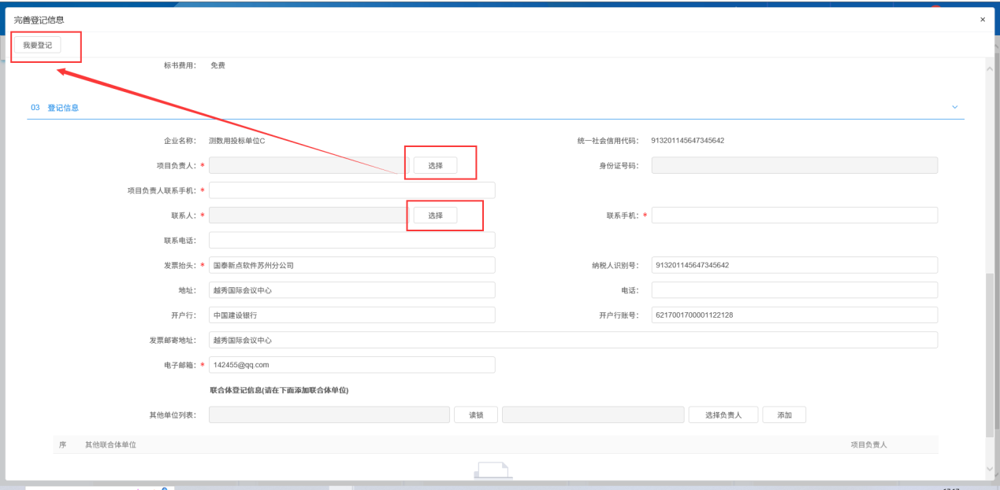 完善登记信息 ×
我要登记
标书费用： 免费
03 登记信息
企业名称： 测数用投标单位C 统一社会信用代码： 913201145647345642
项目负责人： * 选择 身份证号码：
项目负责人联系手机： *
联系人： * 选择 联系手机： *
联系电话：
发票抬头： * 国泰新点软件苏州分公司 纳税人识别号： 913201145647345642
地址： 越秀国际会议中心 电话：
开户行： 中国建设银行 开户行账号： 6217001700001122128
发票邮寄地址： 越秀国际会议中心
电子邮箱： * 142455@qq.com
联合体登记信息(请在下面添加联合体单位)
其他单位列表： 读锁 选择负责人 添加
序 其他联合体单位 项目负责人